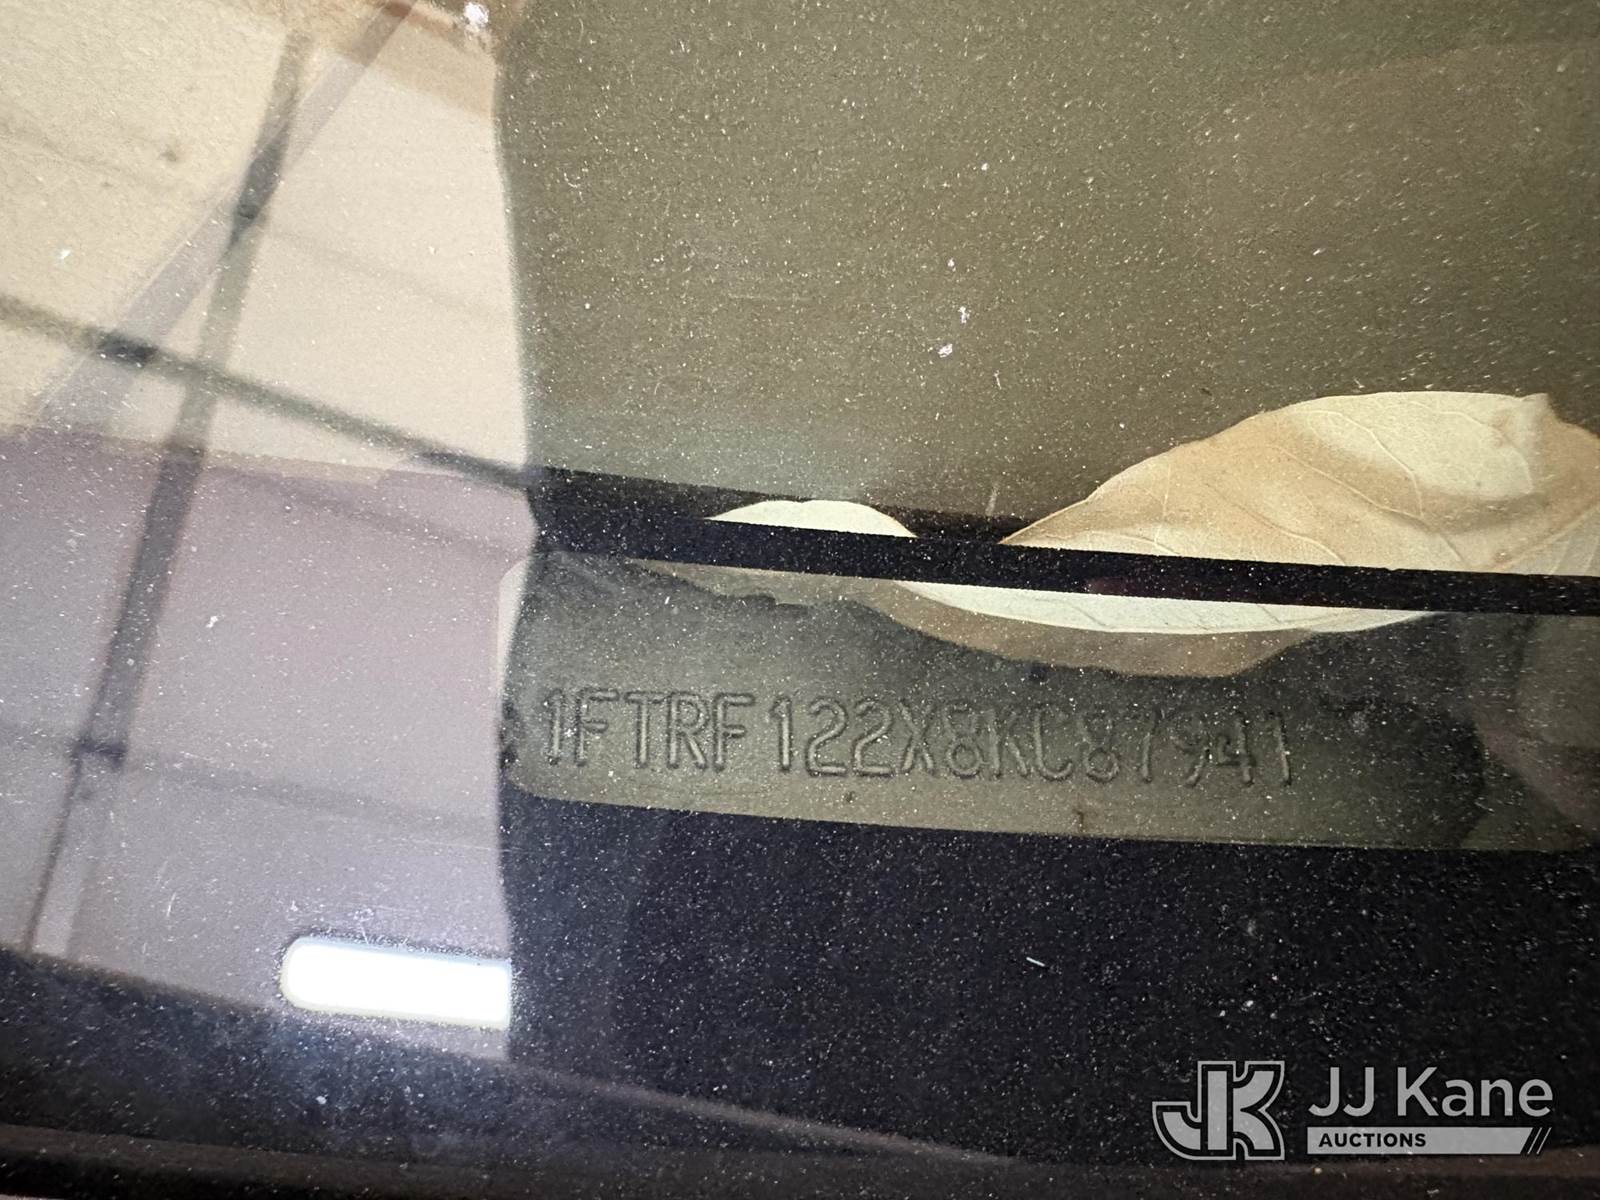 1FTRF122X8KC87941
JJ Kane
AUCTIONS